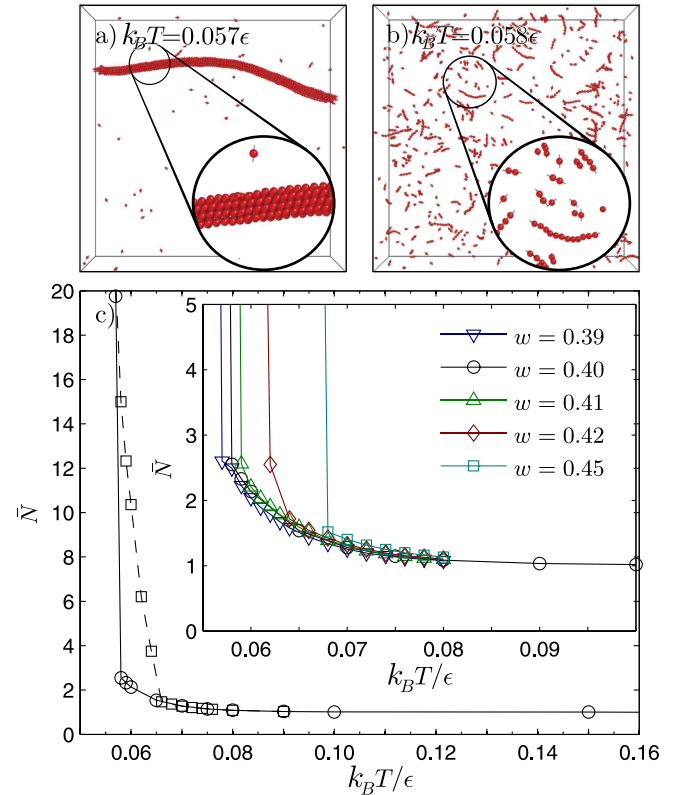 a) k_BT=0.057ϵ
b) k_BT=0.058ϵ
c)
20
18
16
14
12
10
8
6
4
2
0
N̄
0.06 0.08 0.10 0.12 0.14 0.16
k_BT/ϵ
5
4
3
2
1
5
N̄
0.06 0.07 0.08 0.09
k_BT/ϵ
w = 0.39
w = 0.40
w = 0.41
w = 0.42
w = 0.45